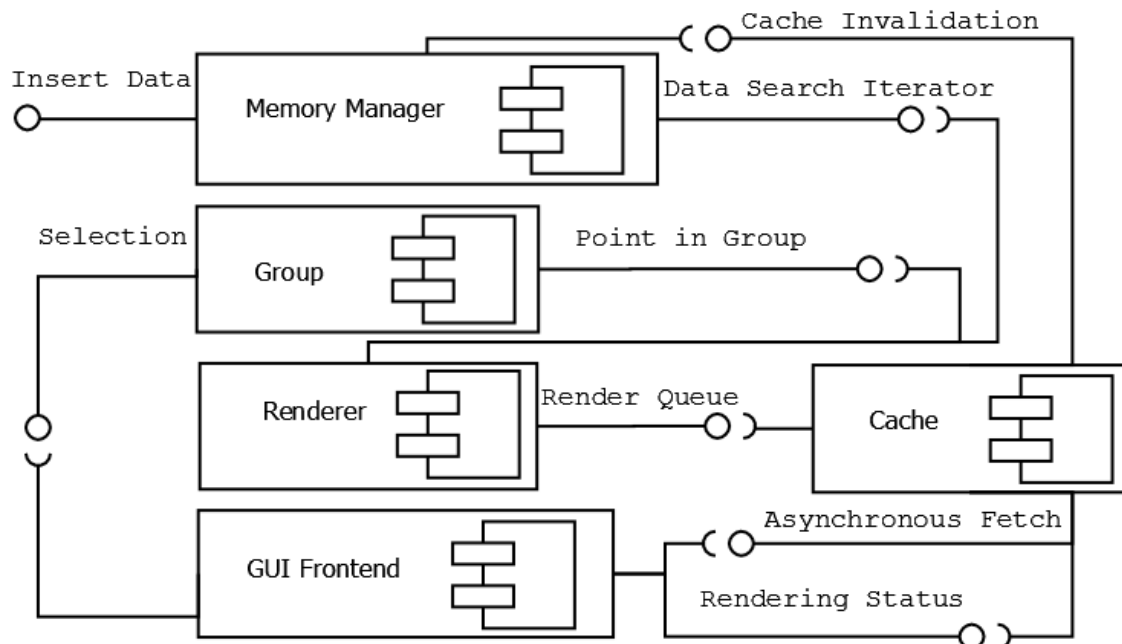 Cache Invalidation
Insert Data
Memory Manager
Data Search Iterator
Selection
Group
Point in Group
Renderer
Render Queue
Cache
Asynchronous Fetch
GUI Frontend
Rendering Status